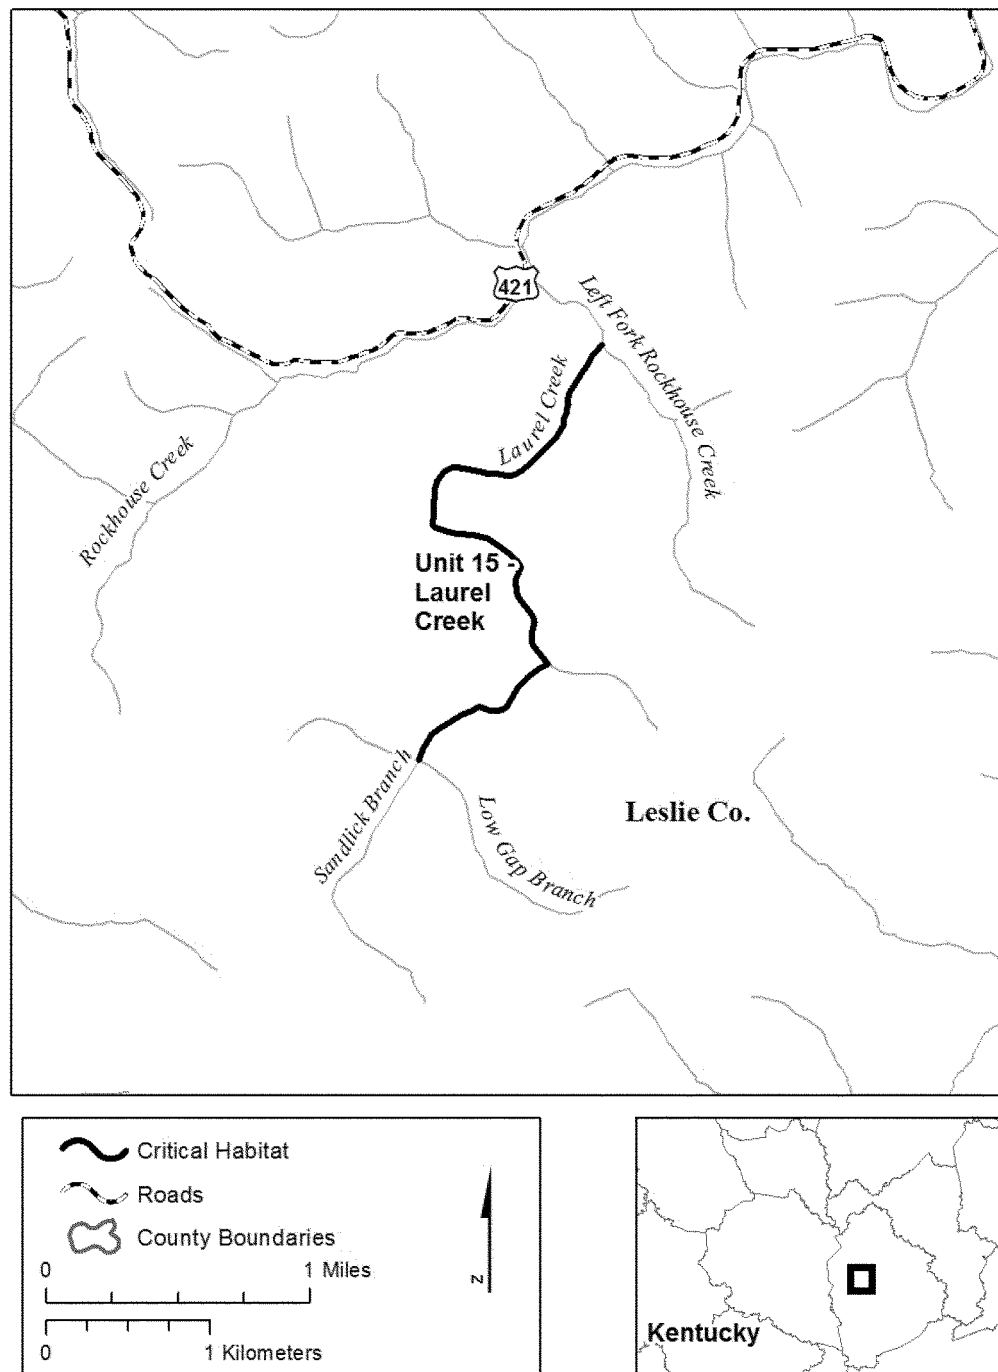 421
Left Fork Rockhouse Creek
Laurel Creek
Rockhouse Creek
Unit 15 -
Laurel
Creek
Sandlick Branch
Low Gap Branch
Leslie Co.
Critical Habitat
Roads
County Boundaries
0 1 Miles
0 1 Kilometers
N
Kentucky